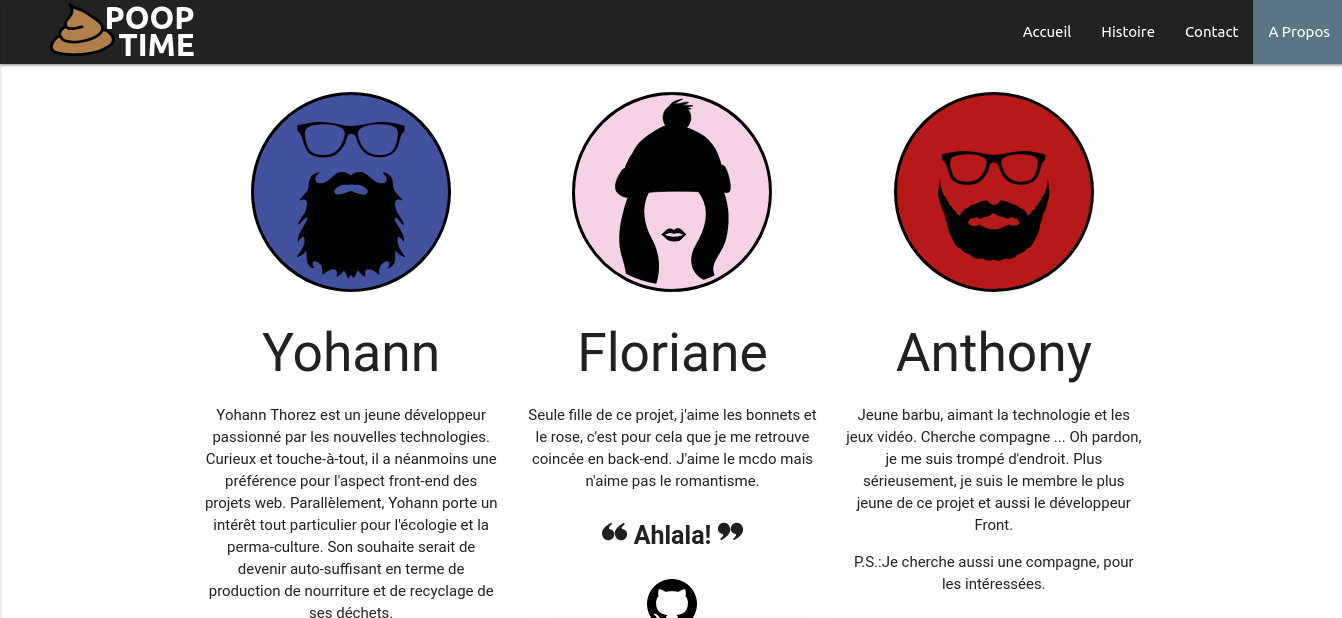 POOP
TIME
Accueil
Histoire
Contact
A Propos
Yohann
Yohann Thorez est un jeune développeur
passionné par les nouvelles technologies.
Curieux et touche-à-tout, il a néanmoins une
préférence pour l'aspect front-end des
projets web. Parallèlement, Yohann porte un
intérêt tout particulier pour l'écologie et la
perma-culture. Son souhaite serait de
devenir auto-suffisant en terme de
production de nourriture et de recyclage de
ses déchets.
Floriane
Seule fille de ce projet, j'aime les bonnets et
le rose, c'est pour cela que je me retrouve
coincée en back-end. J'aime le mcdo mais
n'aime pas le romantisme.
❝ Ahlala! ❞
Anthony
Jeune barbu, aimant la technologie et les
jeux vidéo. Cherche compagne ... Oh pardon,
je me suis trompé d'endroit. Plus
sérieusement, je suis le membre le plus
jeune de ce projet et aussi le développeur
Front.
P.S.:Je cherche aussi une compagne, pour
les intéressées.